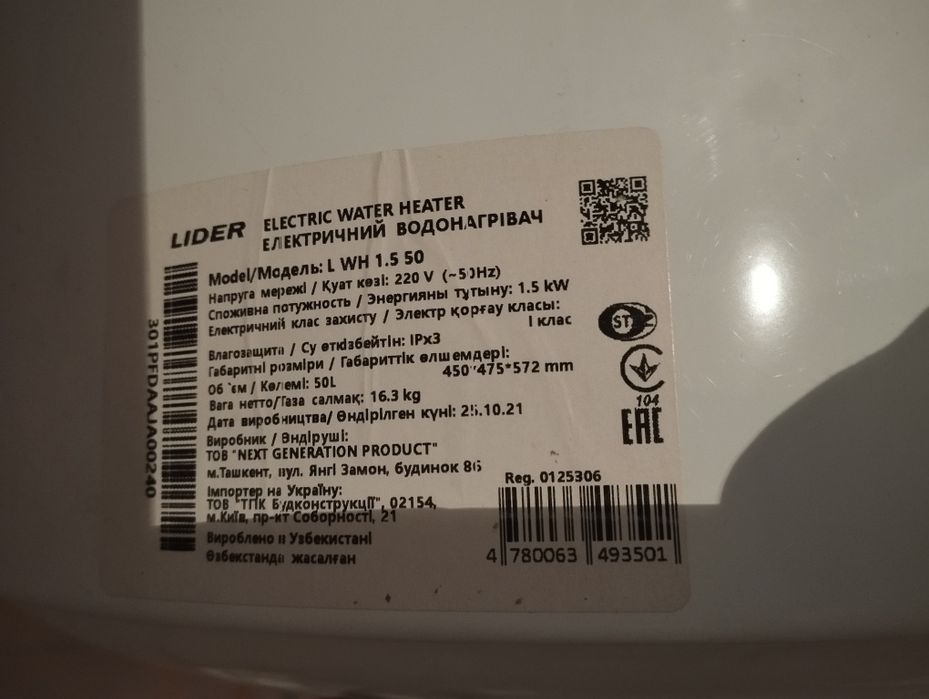 LIDER
ELECTRIC WATER HEATER
ЕЛЕКТРИЧНИЙ ВОДОНАГРІВАЧ
Model/Модель: L WH 1.5 50
Напруга мережі / Қуат көзі: 220 V (~50Hz)
Споживна потужність / Энергияны тұтыну: 1.5 kW
Електричний клас захисту / Электр қорғау класы:
I клас
Влагозащити / Су өткізбейтін: IPx3
Габаритні розміри / Габариттік өлшемдері:
450*475*572 mm
Об`єм / Көлемі: 50L
Вага нетто/Таза салмақ: 16.3 kg
Дата виробництва/ Өндірілген күні: 25.10.21
Виробник / Өндіруші:
ТОВ "NEXT GENERATION PRODUCT"
м.Ташкент, вул. Янгі Замон, будинок 86
Імпортер на Україну:
ТОВ "ТПК Будконструкції", 02154,
м.Київ, пр-кт Соборності, 21
Вироблено в Узбекистані
Өзбекстанда жасалған
301PFDAAJA00240
104
EAC
Reg. 0125306
4 780063 493501